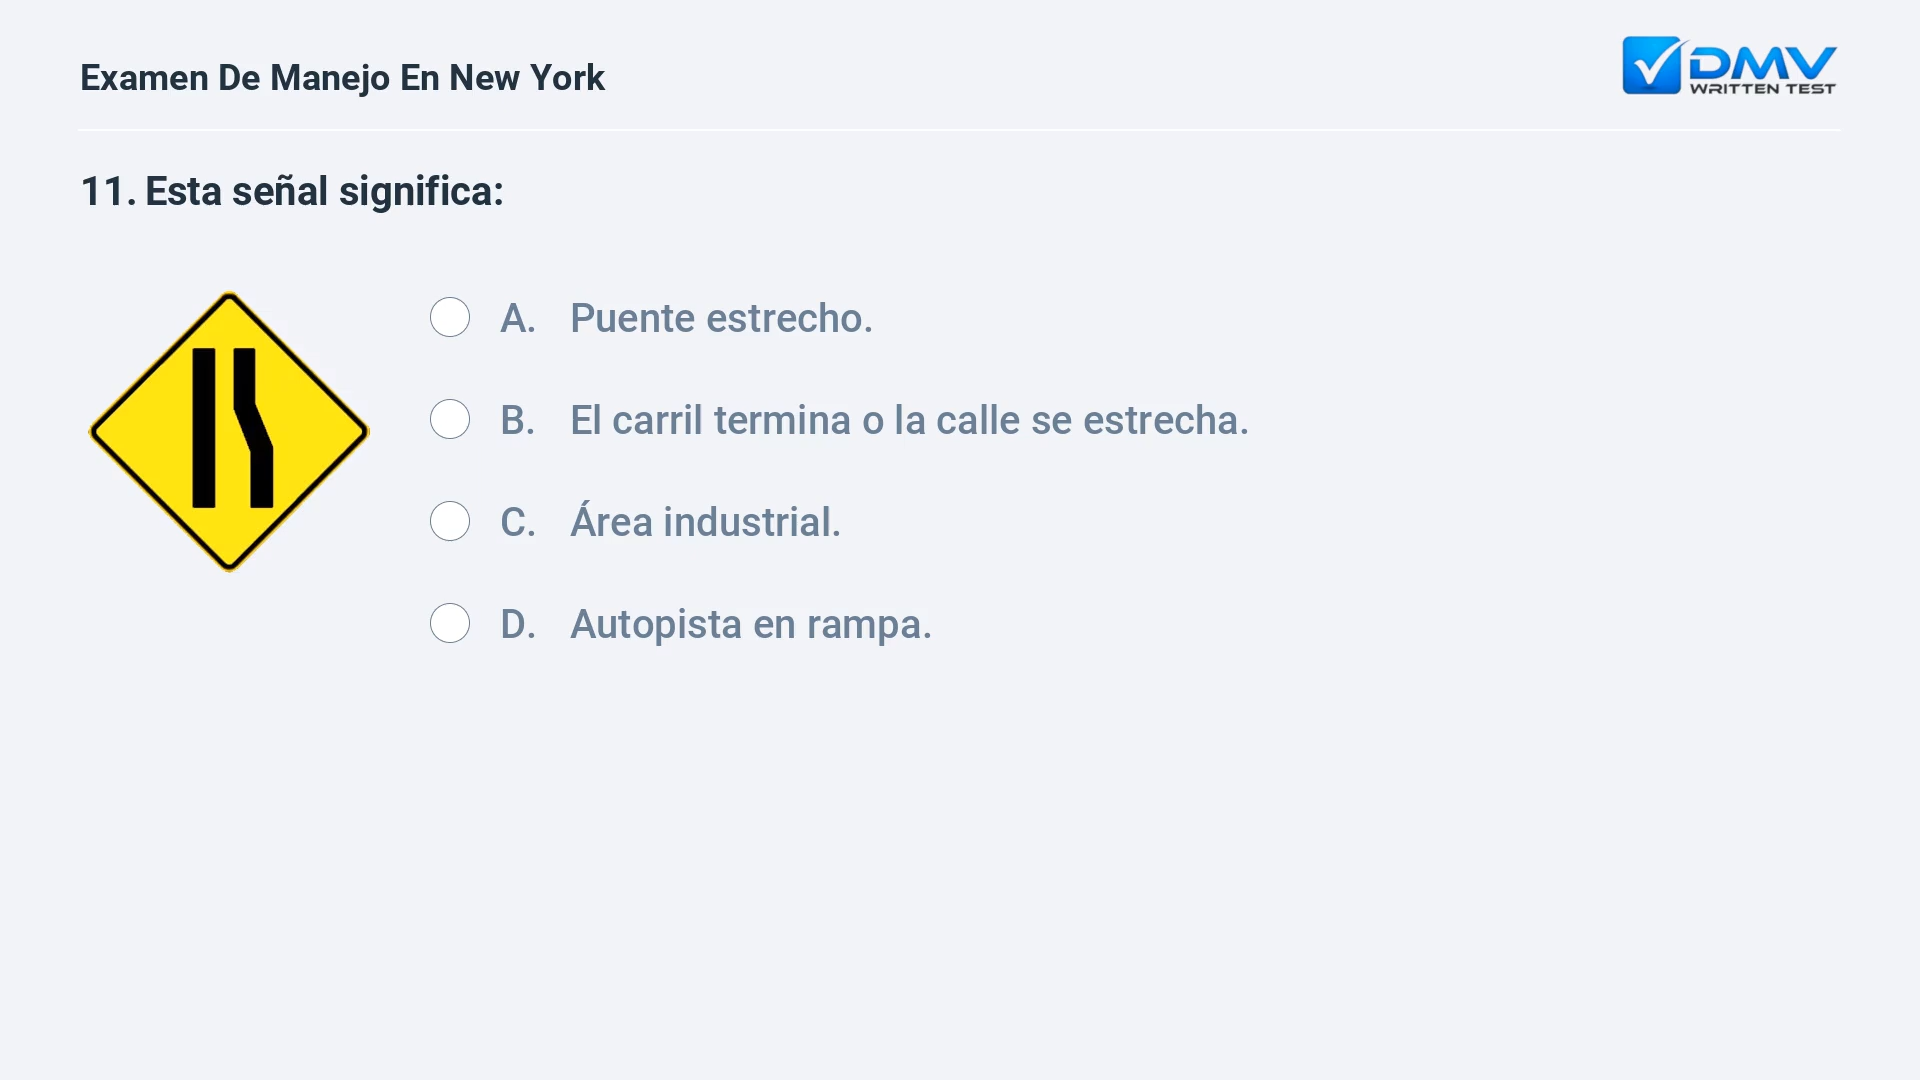 Examen De Manejo En New York
DMV
WRITTEN TEST
11. Esta señal significa:
A. Puente estrecho.
B. El carril termina o la calle se estrecha.
C. Área industrial.
D. Autopista en rampa.